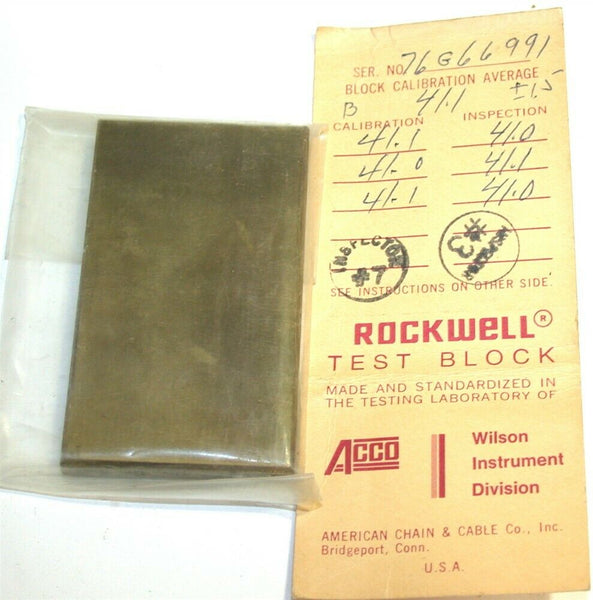 SER. NO. 76G66991
BLOCK CALIBRATION AVERAGE
B 41.1 ±1.5
CALIBRATION INSPECTION
41.1 41.0
41.0 41.1
41.1 41.0
INSPECTOR
#7
INSPECTOR
#3
SEE INSTRUCTIONS ON OTHER SIDE.
ROCKWELL®
TEST BLOCK
MADE AND STANDARDIZED IN
THE TESTING LABORATORY OF
ACCO
Wilson
Instrument
Division
AMERICAN CHAIN & CABLE Co., Inc.
Bridgeport, Conn.
U.S.A.